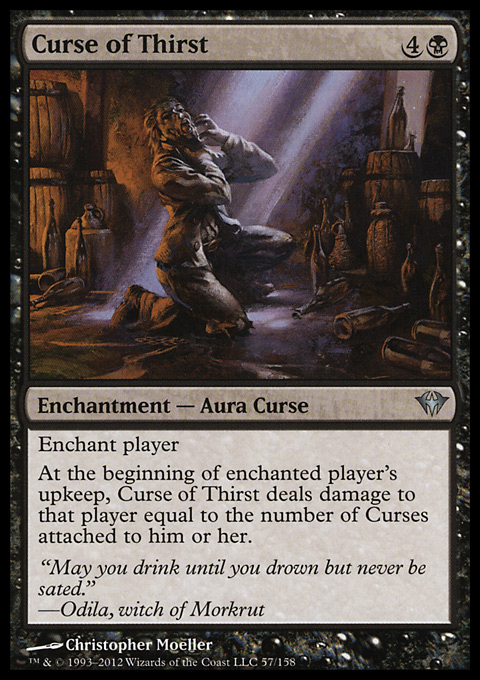 Curse of Thirst 4
Enchantment — Aura Curse
Enchant player
At the beginning of enchanted player's
upkeep, Curse of Thirst deals damage to
that player equal to the number of Curses
attached to him or her.
“May you drink until you drown but never be
sated.”
—Odila, witch of Morkrut
Christopher Moeller
™ & © 1993–2012 Wizards of the Coast LLC 57/158